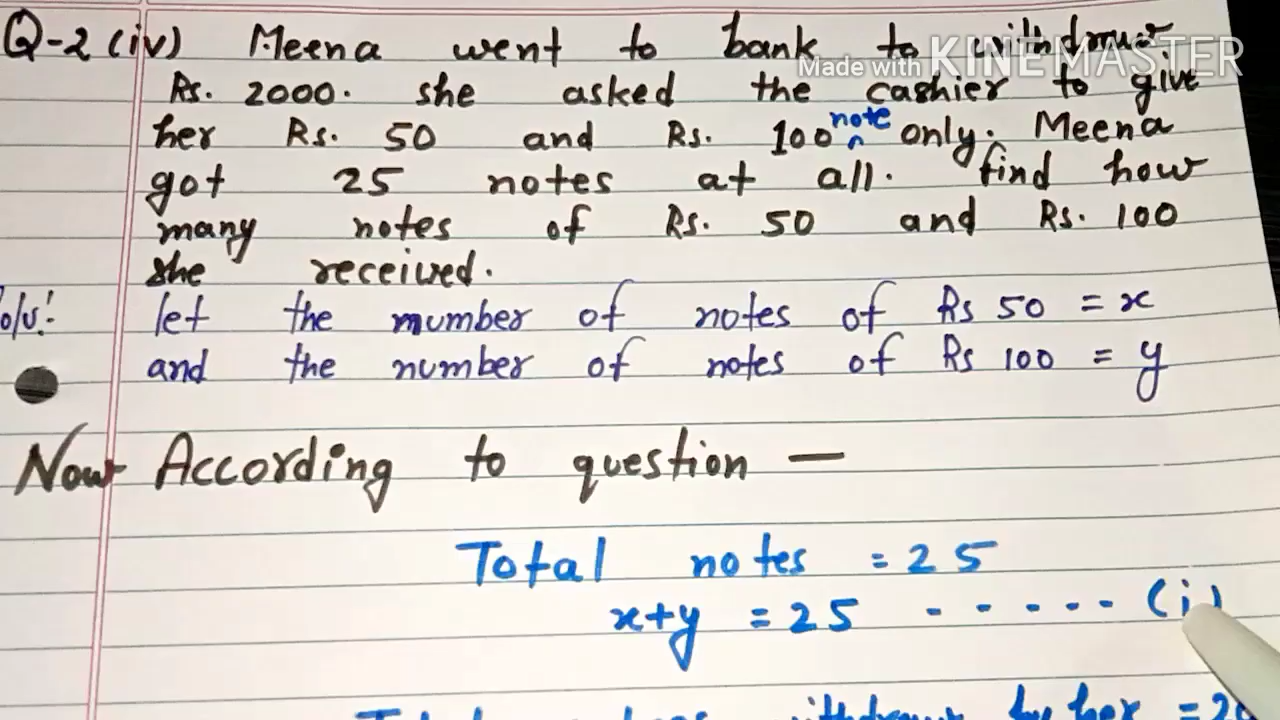 Q-2 (iv) Meena went to bank to withdraw
Made with KINEMASTER
Rs. 2000. she asked the cashier to give
her Rs. 50 and Rs. 100 note only. Meena
got 25 notes at all. find how
many notes of Rs. 50 and Rs. 100
she received.
let the number of notes of Rs 50 = x
and the number of notes of Rs 100 = y
Now According to question —
Total notes = 25
x+y = 25 - - - - - (i)
by her =